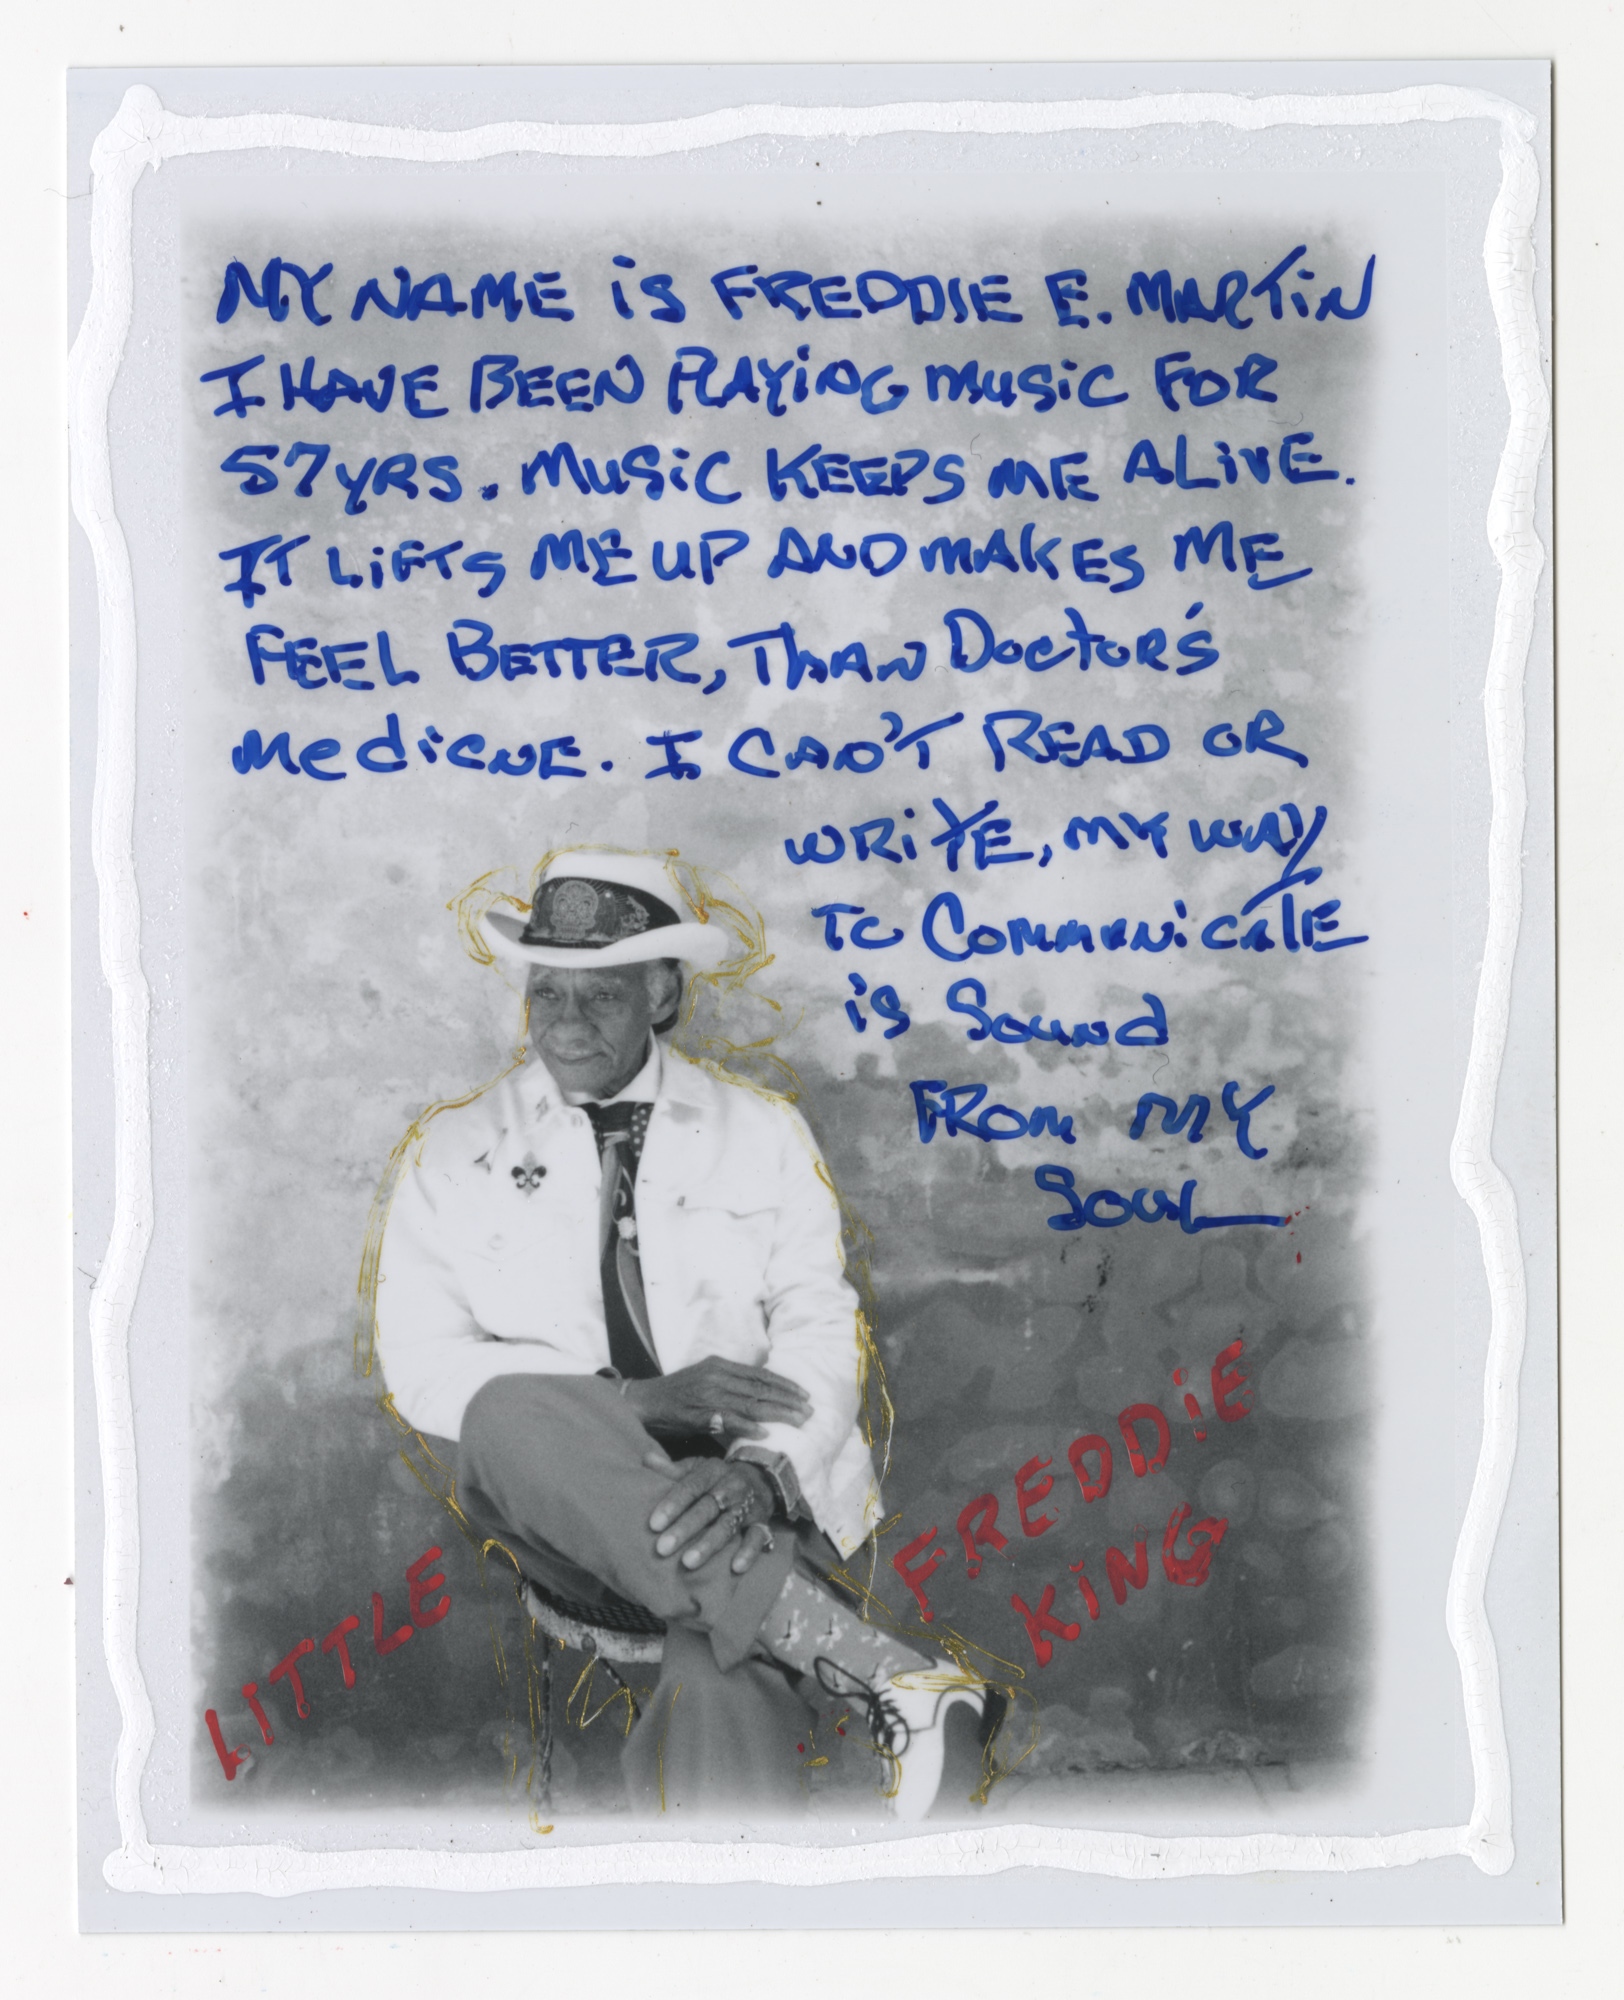 MY NAME iS FREDDIE E. MARTiN
I HAVE BEEN PLAYiNG MUSiC FOR
57yRS. MUSiC KEEPS ME ALiVE.
IT LiFTS ME UP AND MAKES ME
FEEL BETTER, THAN DOCTOR'S
MediCNE. I CAN'T READ OR
WRiTE, MY WAY
TO COMMUNiCATE
iS SOUND
FROM MY
SOUL
LITTLE FREDDiE
KiNG